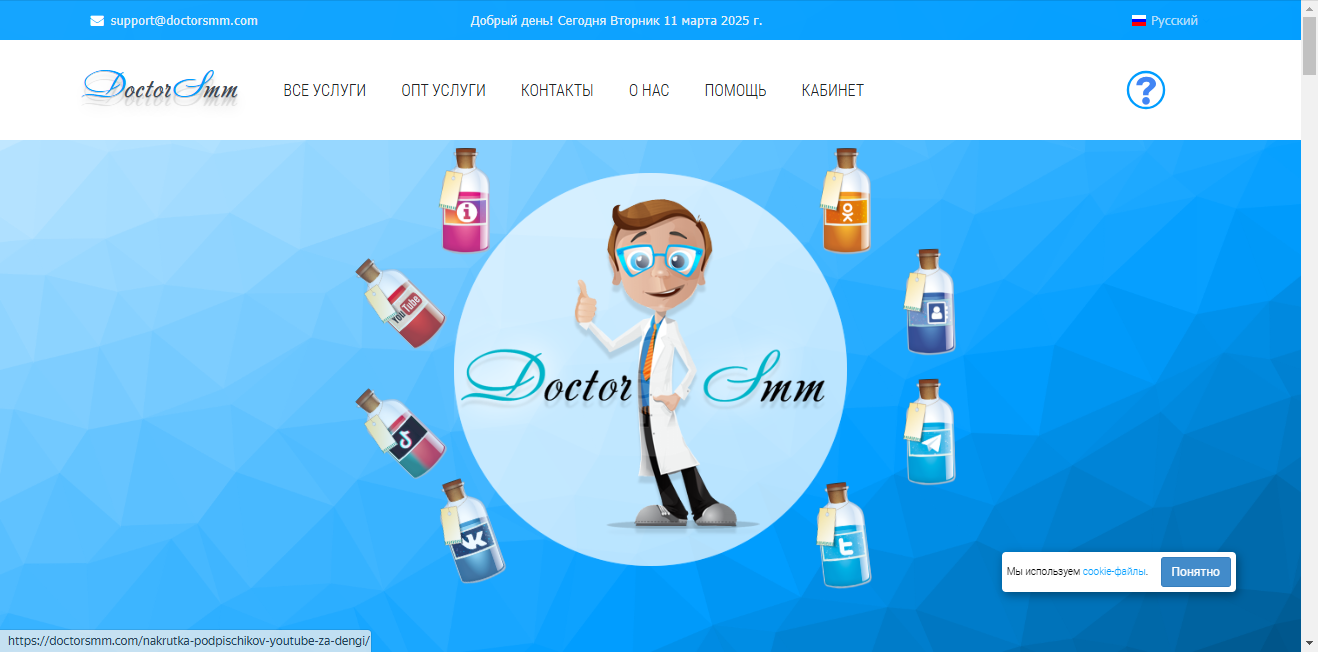 support@doctorsmm.com
Добрый день! Сегодня Вторник 11 марта 2025 г.
Русский
DoctorSmm
ВСЕ УСЛУГИ
ОПТ УСЛУГИ
КОНТАКТЫ
О НАС
ПОМОЩЬ
КАБИНЕТ
?
YouTube
Doctor Smm
Мы используем cookie-файлы.
Понятно
https://doctorsmm.com/nakrutka-podpischikov-youtube-za-dengi/